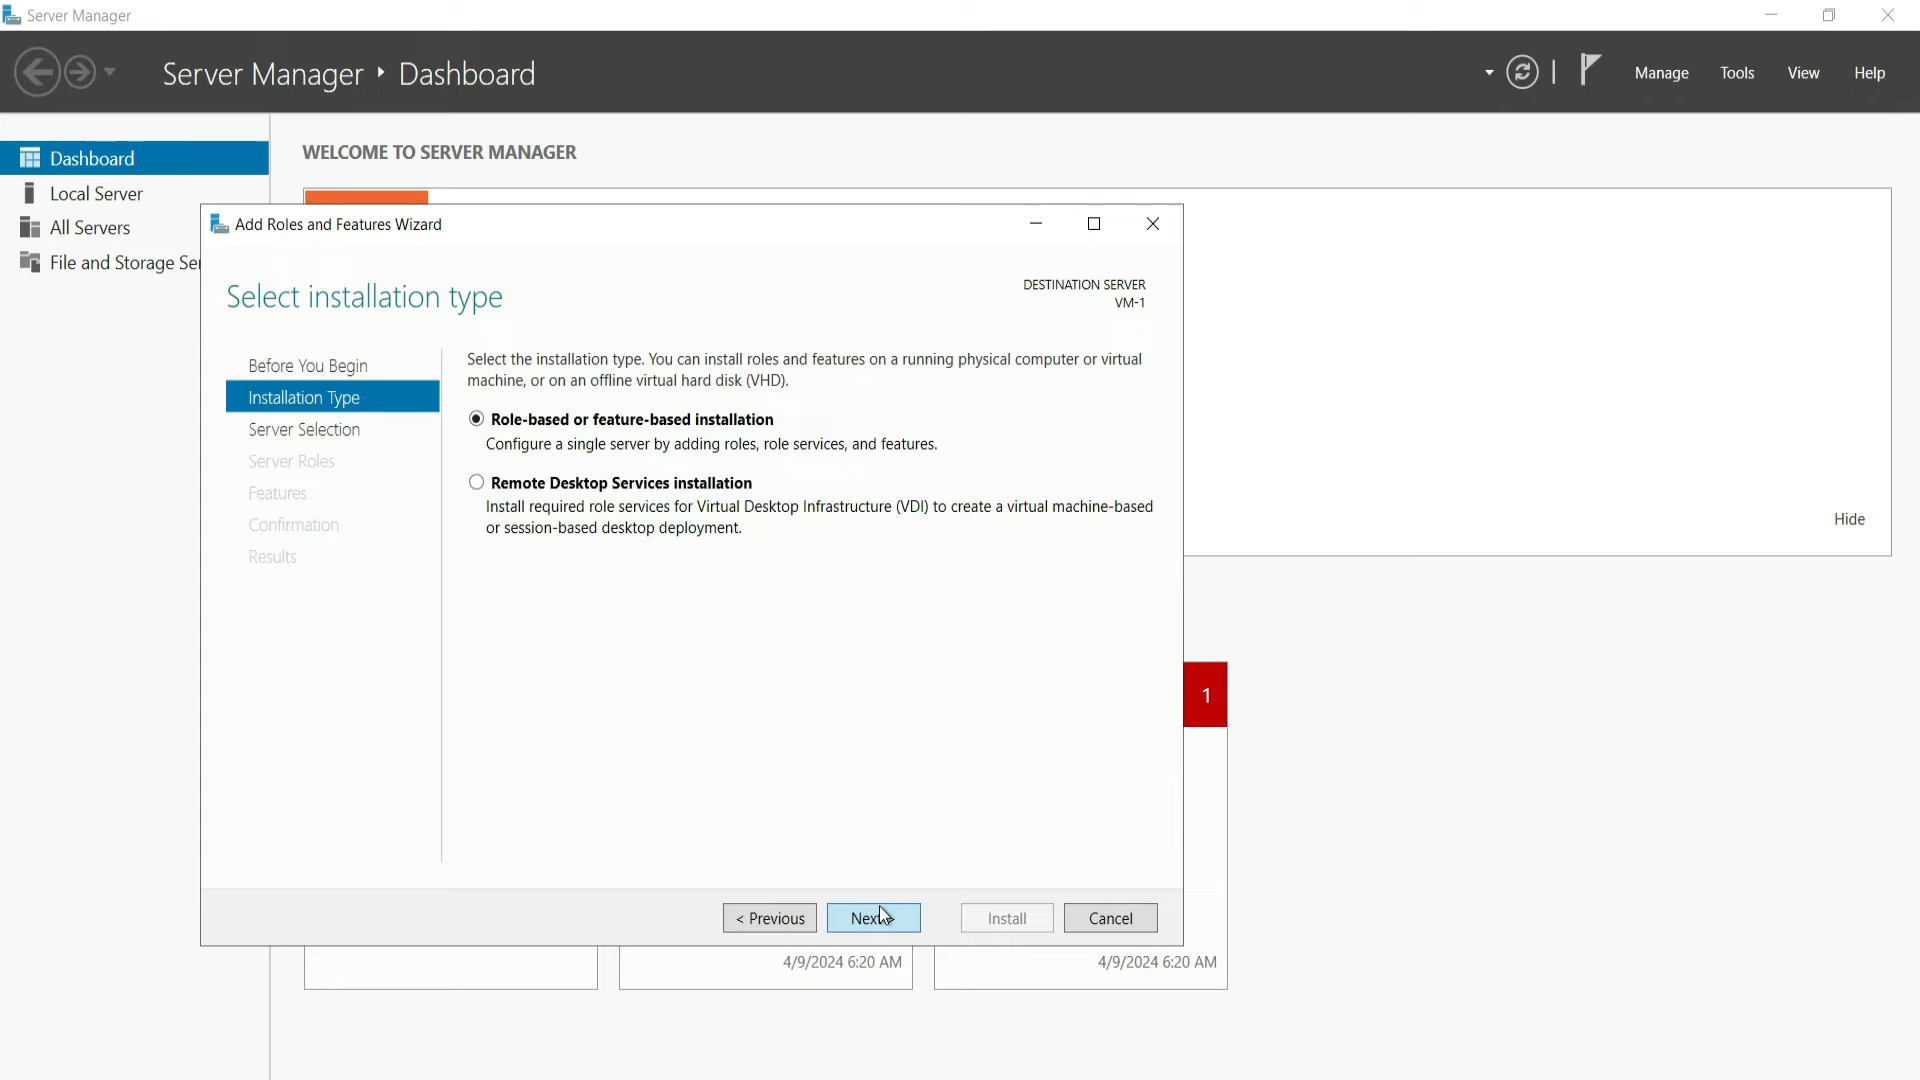 Server Manager
Server Manager ‣ Dashboard
Manage
Tools
View
Help
Dashboard
Local Server
All Servers
File and Storage Ser
WELCOME TO SERVER MANAGER
Add Roles and Features Wizard
Select installation type
DESTINATION SERVER
VM-1
Before You Begin
Installation Type
Server Selection
Server Roles
Features
Confirmation
Results
Select the installation type. You can install roles and features on a running physical computer or virtual
machine, or on an offline virtual hard disk (VHD).
Role-based or feature-based installation
Configure a single server by adding roles, role services, and features.
Remote Desktop Services installation
Install required role services for Virtual Desktop Infrastructure (VDI) to create a virtual machine-based
or session-based desktop deployment.
Hide
1
< Previous
Next >
Install
Cancel
4/9/2024 6:20 AM
4/9/2024 6:20 AM